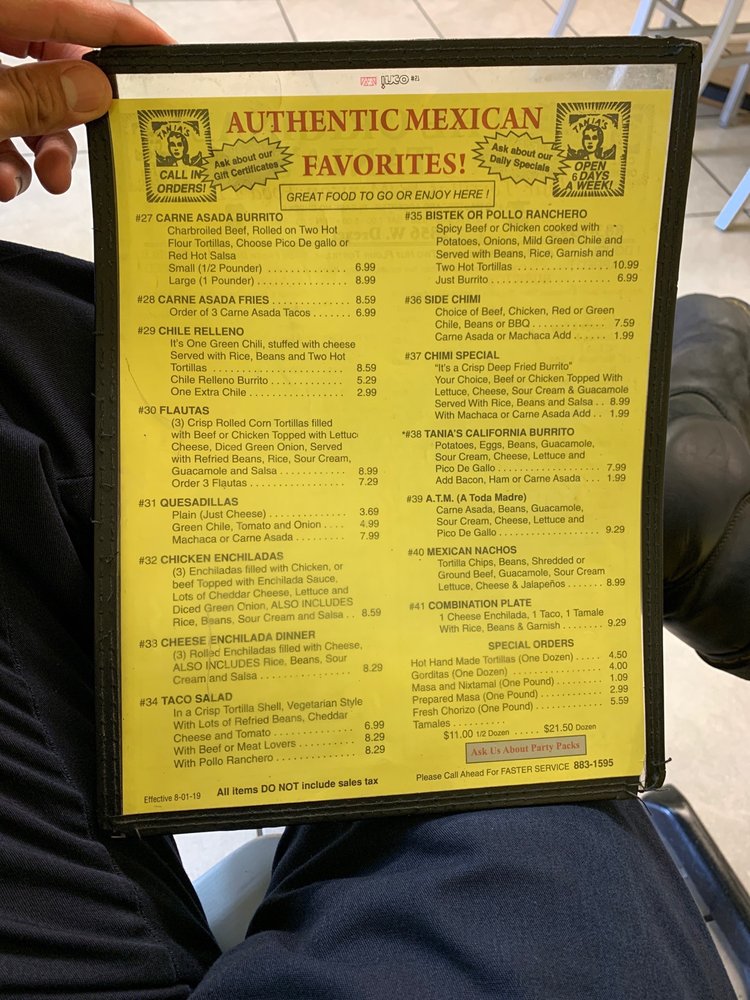 AUTHENTIC MEXICAN
FAVORITES!
TANIA'S
CALL IN
ORDERS!
Ask about our
Gift Certificates
Ask about our
Daily Specials
TANIA'S
OPEN
6 DAYS
A WEEK!
GREAT FOOD TO GO OR ENJOY HERE !
#27 CARNE ASADA BURRITO
Charboiled Beef, Rolled on Two Hot
Flour Tortillas, Choose Pico De gallo or
Red Hot Salsa
Small (1/2 Pounder) . . . . . . . . . . . . . . 6.99
Large (1 Pounder) . . . . . . . . . . . . . . . 8.99
#28 CARNE ASADA FRIES . . . . . . . . . . . . . . 8.59
Order of 3 Carne Asada Tacos . . . . . . . 6.99
#29 CHILE RELLENO
It's One Green Chili, stuffed with cheese
Served with Rice, Beans and Two Hot
Tortillas . . . . . . . . . . . . . . . . . . . . . . . 8.59
Chile Relleno Burrito . . . . . . . . . . . . . . 5.29
One Extra Chile . . . . . . . . . . . . . . . . . . 2.99
#30 FLAUTAS
(3) Crisp Rolled Corn Tortillas filled
with Beef or Chicken Topped with Lettuc
Cheese, Diced Green Onion, Served
with Refried Beans, Rice, Sour Cream,
Guacamole and Salsa . . . . . . . . . . . . . 8.99
Order 3 Flautas . . . . . . . . . . . . . . . . . . 7.29
#31 QUESADILLAS
Plain (Just Cheese) . . . . . . . . . . . . . . . 3.69
Green Chile, Tomato and Onion . . . . 4.99
Machaca or Carne Asada . . . . . . . . . . 7.99
#32 CHICKEN ENCHILADAS
(3) Enchiladas filled with Chicken, or
beef Topped with Enchilada Sauce,
Lots of Cheddar Cheese, Lettuce and
Diced Green Onion, ALSO INCLUDES
Rice, Beans, Sour Cream and Salsa . . 8.59
#33 CHEESE ENCHILADA DINNER
(3) Rolled Enchiladas filled with Cheese,
ALSO INCLUDES Rice, Beans, Sour
Cream and Salsa . . . . . . . . . . . . . . . . 8.29
#34 TACO SALAD
In a Crisp Tortilla Shell, Vegetarian Style
With Lots of Refried Beans, Cheddar
Cheese and Tomato . . . . . . . . . . . . . . 6.99
With Beef or Meat Lovers . . . . . . . . . . 8.29
With Pollo Ranchero . . . . . . . . . . . . . . 8.29
#35 BISTEK OR POLLO RANCHERO
Spicy Beef or Chicken cooked with
Potatoes, Onions, Mild Green Chile and
Served with Beans, Rice, Garnish and
Two Hot Tortillas . . . . . . . . . . . . . . . 10.99
Just Burrito . . . . . . . . . . . . . . . . . . . . 6.99
#36 SIDE CHIMI
Choice of Beef, Chicken, Red or Green
Chile, Beans or BBQ . . . . . . . . . . . . . 7.59
Carne Asada or Machaca Add . . . . . . 1.99
#37 CHIMI SPECIAL
"It's a Crisp Deep Fried Burrito"
Your Choice, Beef or Chicken Topped With
Lettuce, Cheese, Sour Cream & Guacamole
Served With Rice, Beans and Salsa . . 8.99
With Machaca or Carne Asada Add . . 1.99
*#38 TANIA'S CALIFORNIA BURRITO
Potatoes, Eggs, Beans, Guacamole,
Sour Cream, Cheese, Lettuce and
Pico De Gallo . . . . . . . . . . . . . . . . . . . 7.99
Add Bacon, Ham or Carne Asada . . . . 1.99
#39 A.T.M. (A Toda Madre)
Carne Asada, Beans, Guacamole,
Sour Cream, Cheese, Lettuce and
Pico De Gallo . . . . . . . . . . . . . . . . . . . 9.29
#40 MEXICAN NACHOS
Tortilla Chips, Beans, Shredded or
Ground Beef, Guacamole, Sour Cream
Lettuce, Cheese & Jalapeños . . . . . . . 8.99
#41 COMBINATION PLATE
1 Cheese Enchilada, 1 Taco, 1 Tamale
With Rice, Beans & Garnish . . . . . . . . 9.29
SPECIAL ORDERS
Hot Hand Made Tortillas (One Dozen) . . . . . 4.50
Gorditas (One Dozen) . . . . . . . . . . . . . . . . . 4.00
Masa and Nixtamal (One Pound) . . . . . . . . . 1.09
Prepared Masa (One Pound) . . . . . . . . . . . . 2.99
Fresh Chorizo (One Pound) . . . . . . . . . . . . . 5.59
Tamales . . . . . . . . . .
$11.00 1/2 Dozen . . . . . $21.50 Dozen
Ask Us About Party Packs
Effective 8-01-19
All items DO NOT include sales tax
Please Call Ahead For FASTER SERVICE 883-1595